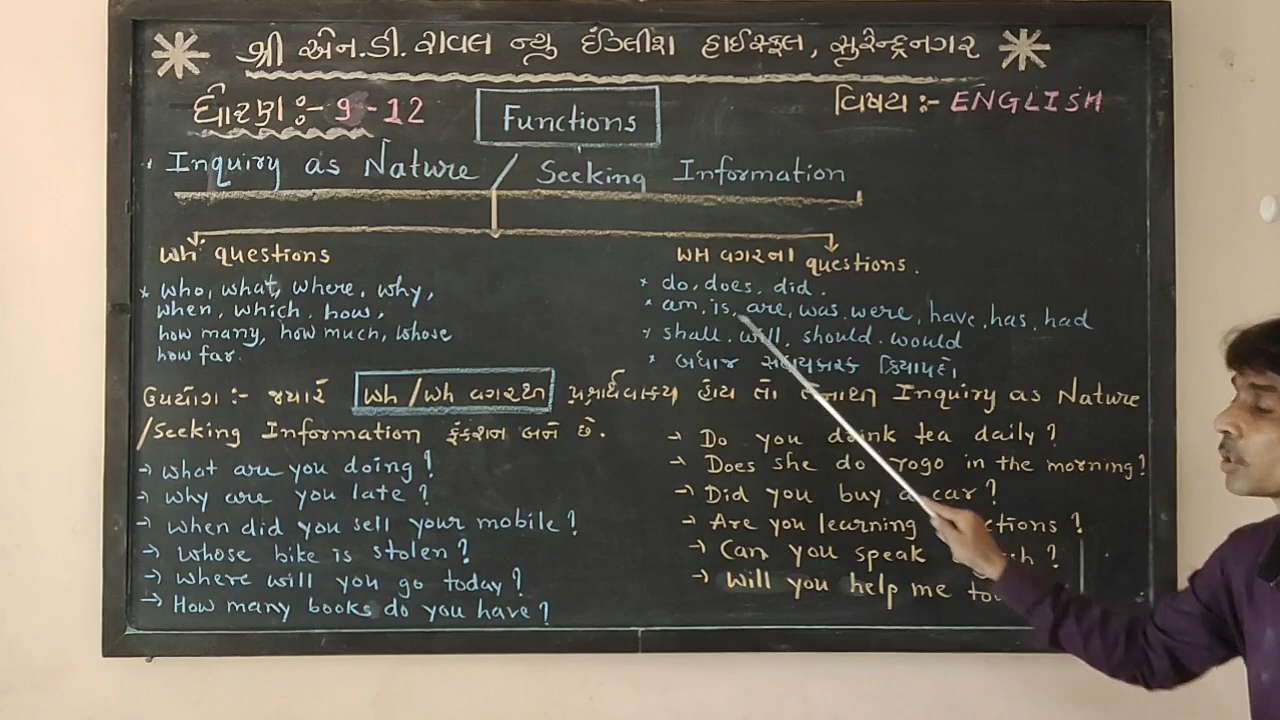 શ્રી એન.ડી. રાવલ ન્યુ ઇંગ્લીશ હાઈસ્કૂલ, સુરેન્દ્રનગર
ધોરણ :- 9 - 12
Functions
વિષય :- ENGLISH
Inquiry as Nature / Seeking Information
Wh questions
* who, what, where, why,
when, which, how,
how many, how much, whose
how far.
WH વગરના questions.
* do, does, did.
* am, is, are, was, were, have, has, had
* shall, will, should, would
* બધાજ સહાયકારક ક્રિયાપદો
ઉપયોગ :- જ્યારે Wh / Wh વગરના પ્રશ્નાર્થવાક્ય હોય તો Inquiry as Nature
/ Seeking Information ફંકશન બને છે.
→ What are you doing?
→ Why are you late?
→ When did you sell your mobile?
→ Whose bike is stolen?
→ Where will you go today?
→ How many books do you have?
→ Do you drink tea daily?
→ Does she do yogo in the morning?
→ Did you buy a car?
→ Are you learning ?
→ Can you speak ?
→ Will you help me